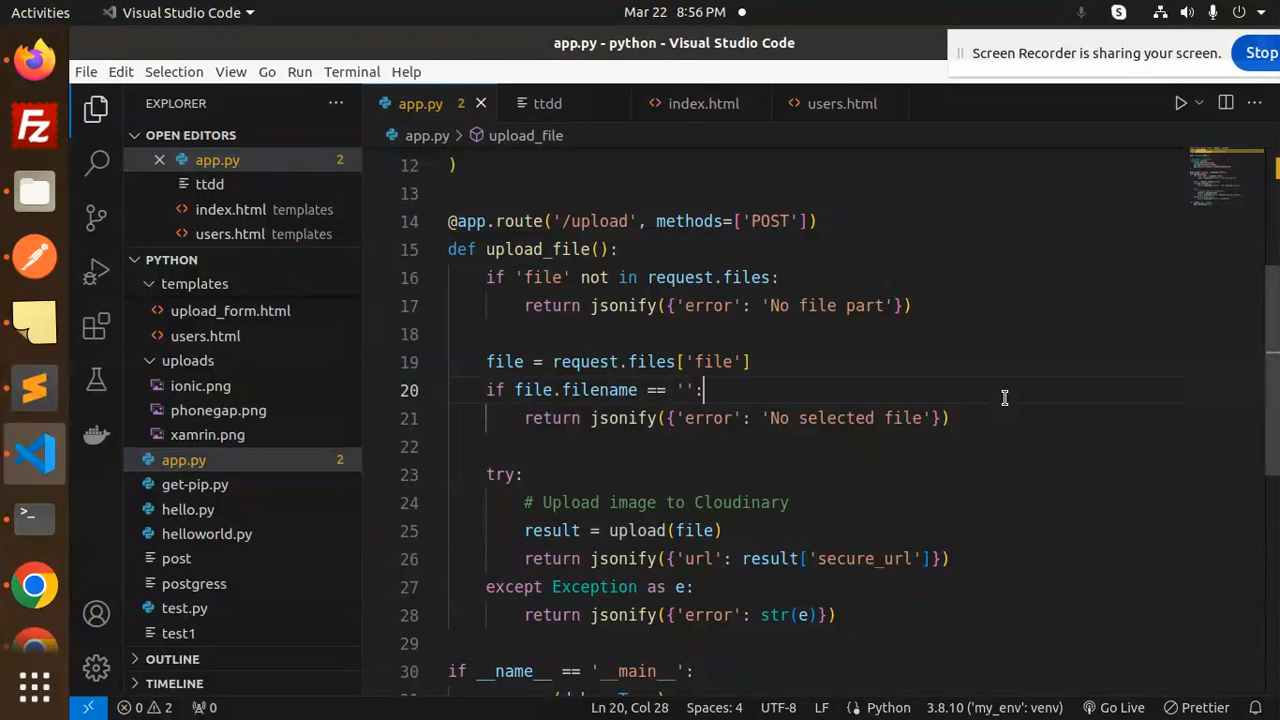 Activities
Visual Studio Code
Mar 22 8:56 PM
app.py - python - Visual Studio Code
Screen Recorder is sharing your screen.
Stop
File Edit Selection View Go Run Terminal Help
EXPLORER
OPEN EDITORS
app.py 2
ttdd
index.html templates
users.html templates
PYTHON
templates
upload_form.html
users.html
uploads
ionic.png
phonegap.png
xamrin.png
app.py 2
get-pip.py
hello.py
helloworld.py
post
postgress
test.py
test1
OUTLINE
TIMELINE
app.py 2
ttdd
index.html
users.html
app.py > upload_file
12 )
13
14 @app.route('/upload', methods=['POST'])
15 def upload_file():
16 if 'file' not in request.files:
17 return jsonify({'error': 'No file part'})
18
19 file = request.files['file']
20 if file.filename == '':
21 return jsonify({'error': 'No selected file'})
22
23 try:
24 # Upload image to Cloudinary
25 result = upload(file)
26 return jsonify({'url': result['secure_url']})
27 except Exception as e:
28 return jsonify({'error': str(e)})
29
30 if __name__ == '__main__':
0 2 0
Ln 20, Col 28 Spaces: 4 UTF-8 LF Python 3.8.10 ('my_env': venv) Go Live Prettier